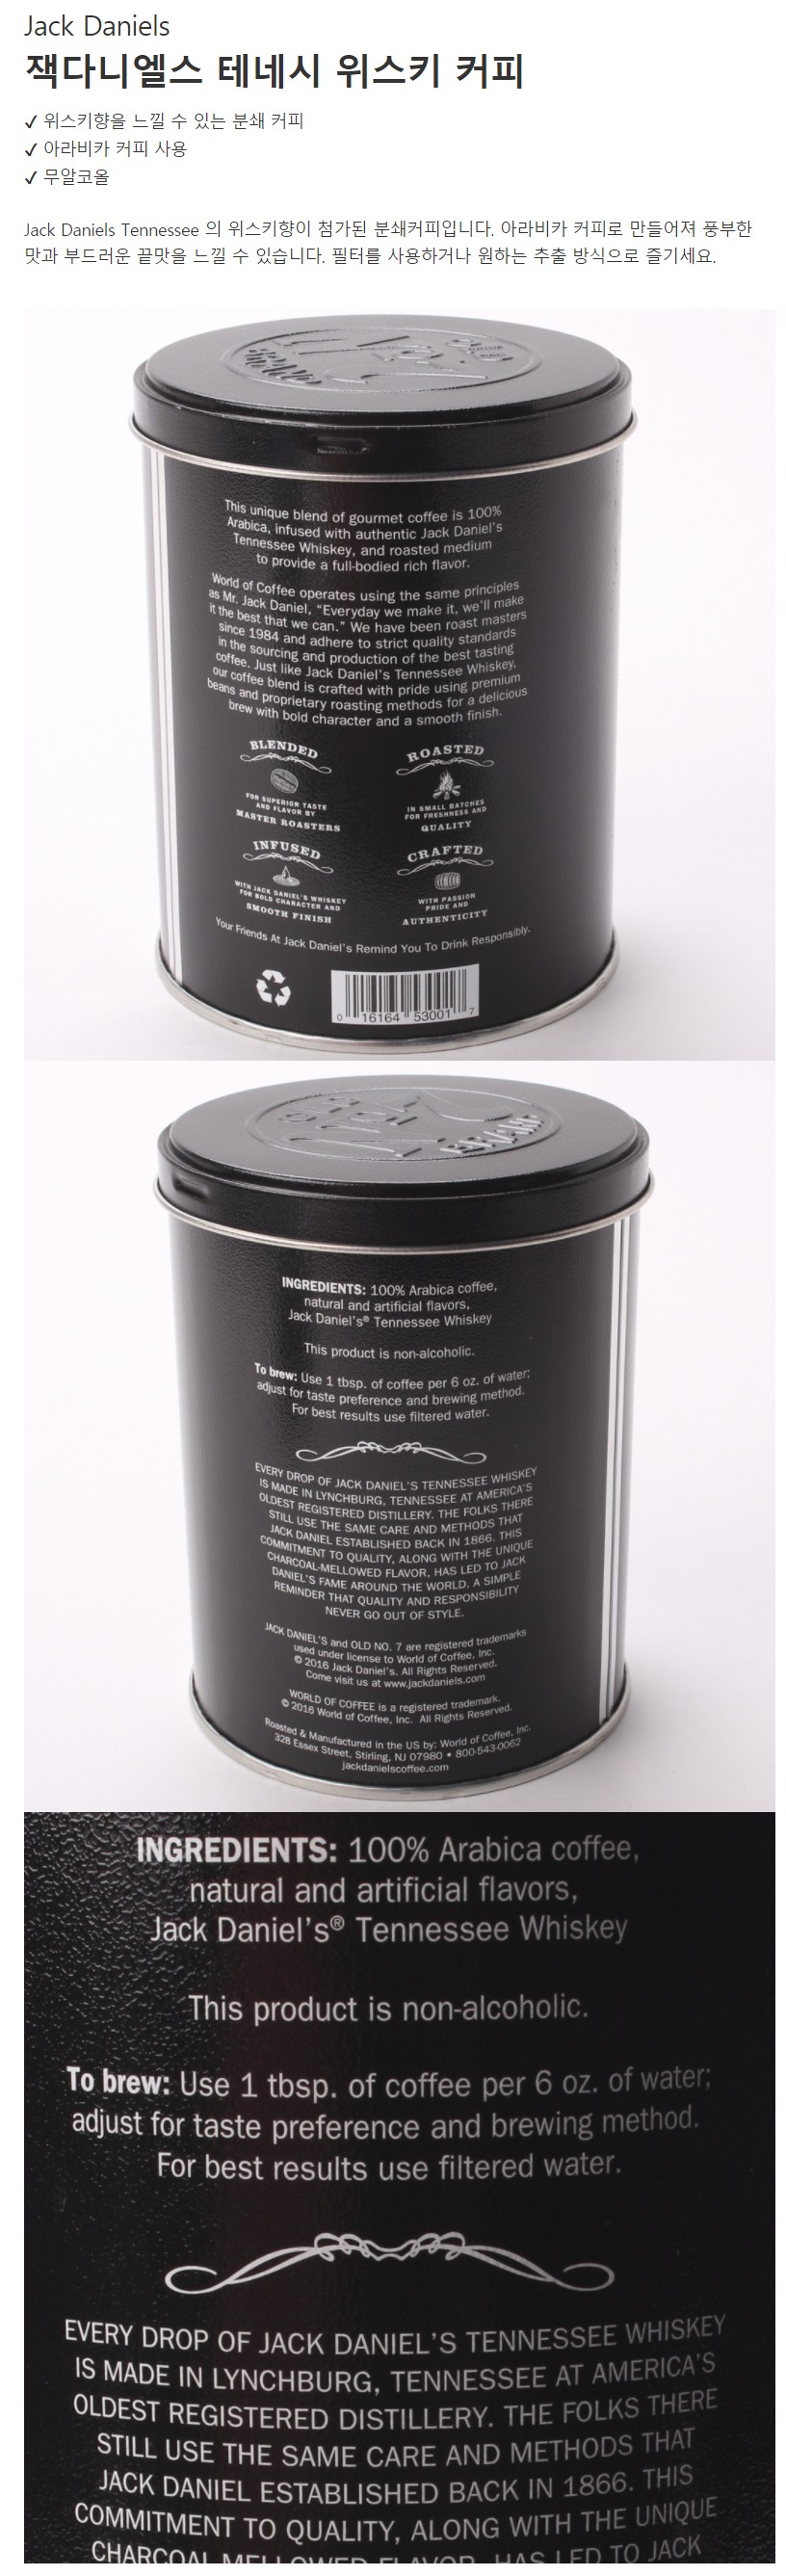 Jack Daniels
잭다니엘스 테네시 위스키 커피
✓ 위스키향을 느낄 수 있는 분쇄 커피
✓ 아라비카 커피 사용
✓ 무알코올
Jack Daniels Tennessee 의 위스키향이 첨가된 분쇄커피입니다. 아라비카 커피로 만들어져 풍부한
맛과 부드러운 끝맛을 느낄 수 있습니다. 필터를 사용하거나 원하는 추출 방식으로 즐기세요.
This unique blend of gourmet coffee is 100%
Arabica, infused with authentic Jack Daniel's
Tennessee Whiskey, and roasted medium
to provide a full-bodied rich flavor.
World of Coffee operates using the same principles
as Mr. Jack Daniel, "Everyday we make it, we'll make
it the best that we can." We have been roast masters
since 1984 and adhere to strict quality standards
in the sourcing and production of the best tasting
coffee. Just like Jack Daniel's Tennessee Whiskey,
our coffee blend is crafted with pride using premium
beans and proprietary roasting methods for a delicious
brew with bold character and a smooth finish.
BLENDED
FOR SUPERIOR TASTE
AND FLAVOR BY
MASTER ROASTERS
ROASTED
IN SMALL BATCHES
FOR FRESHNESS AND
QUALITY
INFUSED
WITH JACK DANIEL'S WHISKEY
FOR BOLD CHARACTER AND
SMOOTH FINISH
CRAFTED
WITH PASSION
PRIDE AND
AUTHENTICITY
Your Friends At Jack Daniel's Remind You To Drink Responsibly.
0 16164 53001 7
INGREDIENTS: 100% Arabica coffee,
natural and artificial flavors,
Jack Daniel's® Tennessee Whiskey
This product is non-alcoholic.
To brew: Use 1 tbsp. of coffee per 6 oz. of water;
adjust for taste preference and brewing method.
For best results use filtered water.
EVERY DROP OF JACK DANIEL'S TENNESSEE WHISKEY
IS MADE IN LYNCHBURG, TENNESSEE AT AMERICA'S
OLDEST REGISTERED DISTILLERY. THE FOLKS THERE
STILL USE THE SAME CARE AND METHODS THAT
JACK DANIEL ESTABLISHED BACK IN 1866. THIS
COMMITMENT TO QUALITY, ALONG WITH THE UNIQUE
CHARCOAL-MELLOWED FLAVOR, HAS LED TO JACK
DANIEL'S FAME AROUND THE WORLD. A SIMPLE
REMINDER THAT QUALITY AND RESPONSIBILITY
NEVER GO OUT OF STYLE.
JACK DANIEL'S and OLD NO. 7 are registered trademarks
used under license to World of Coffee, Inc.
© 2016 Jack Daniel's. All Rights Reserved.
Come visit us at www.jackdaniels.com
WORLD OF COFFEE is a registered trademark.
© 2016 World of Coffee, Inc. All Rights Reserved.
Roasted & Manufactured in the US by: World of Coffee, Inc.
328 Essex Street, Stirling, NJ 07980 • 800-543-0062
jackdanielscoffee.com
INGREDIENTS: 100% Arabica coffee,
natural and artificial flavors,
Jack Daniel's® Tennessee Whiskey
This product is non-alcoholic.
To brew: Use 1 tbsp. of coffee per 6 oz. of water;
adjust for taste preference and brewing method.
For best results use filtered water.
EVERY DROP OF JACK DANIEL'S TENNESSEE WHISKEY
IS MADE IN LYNCHBURG, TENNESSEE AT AMERICA'S
OLDEST REGISTERED DISTILLERY. THE FOLKS THERE
STILL USE THE SAME CARE AND METHODS THAT
JACK DANIEL ESTABLISHED BACK IN 1866. THIS
COMMITMENT TO QUALITY, ALONG WITH THE UNIQUE
CHARCOAL-MELLOWED FLAVOR, HAS LED TO JACK